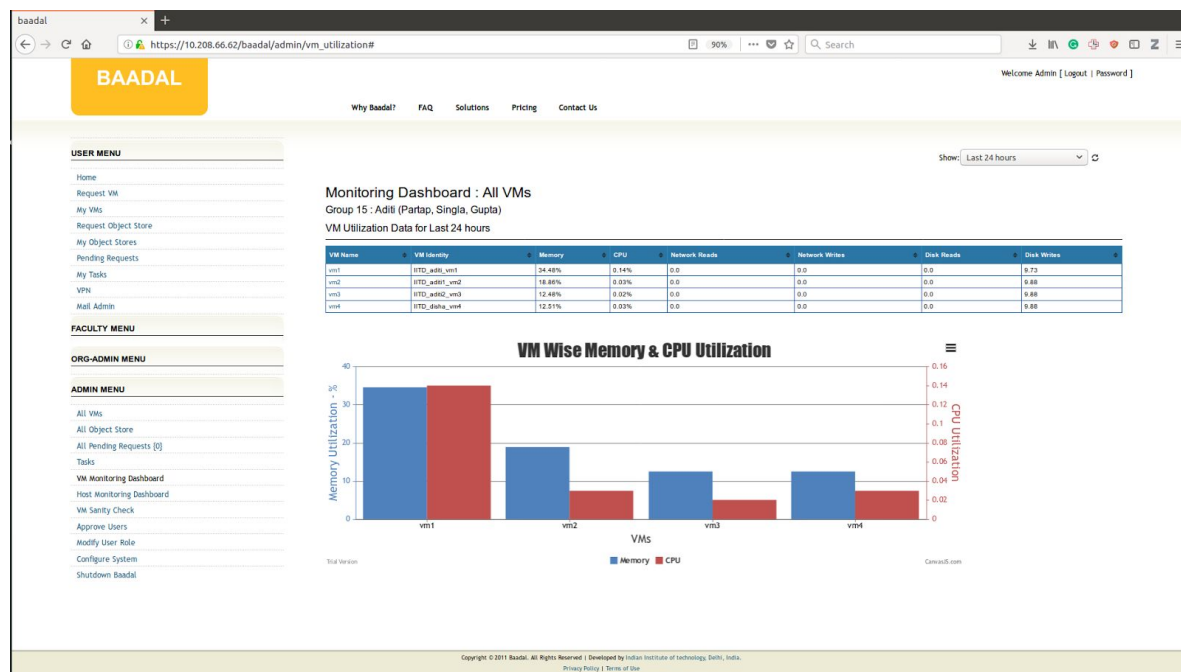 baadal
https://10.208.66.62/baadal/admin/vm_utilization#
90%
Search
BAADAL
Welcome Admin [ Logout | Password ]
Why Baadal? FAQ Solutions Pricing Contact Us
USER MENU
Home
Request VM
My VMs
Request Object Store
My Object Stores
Pending Requests
My Tasks
VPN
Mail Admin
FACULTY MENU
ORG-ADMIN MENU
ADMIN MENU
All VMs
All Object Store
All Pending Requests [0]
Tasks
VM Monitoring Dashboard
Host Monitoring Dashboard
VM Sanity Check
Approve Users
Modify User Role
Configure System
Shutdown Baadal
Show: Last 24 hours
Monitoring Dashboard : All VMs
Group 15 : Aditi (Partap, Singla, Gupta)
VM Utilization Data for Last 24 hours
VM Name VM Identity Memory CPU Network Reads Network Writes Disk Reads Disk Writes
vm1 IITD_aditi_vm1 34.48% 0.14% 0.0 0.0 0.0 9.73
vm2 IITD_aditi1_vm2 18.86% 0.03% 0.0 0.0 0.0 9.88
vm3 IITD_aditi2_vm3 12.48% 0.02% 0.0 0.0 0.0 9.88
vm4 IITD_disha_vm4 12.51% 0.03% 0.0 0.0 0.0 9.88
VM Wise Memory & CPU Utilization
Memory Utilization - %
40
30
20
10
0
0.16
0.14
0.12
0.1
0.08
0.06
0.04
0.02
0
CPU Utilization
vm1 vm2 vm3 vm4
VMs
Memory CPU
Trial Version
CanvasJS.com
Copyright © 2011 Baadal. All Rights Reserved | Developed by Indian Institute of technology, Delhi, India.
Privacy Policy | Terms of Use